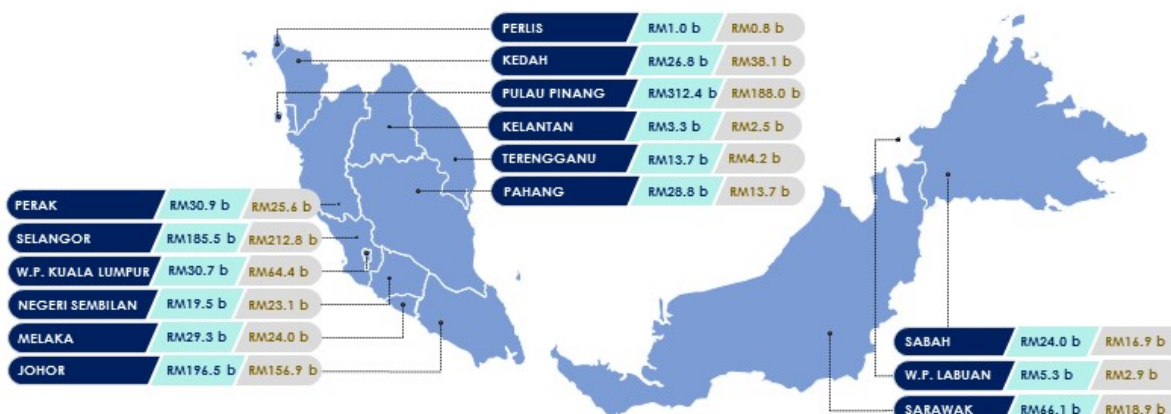 PERLIS RM1.0 b RM0.8 b
KEDAH RM26.8 b RM38.1 b
PULAU PINANG RM312.4 b RM188.0 b
KELANTAN RM3.3 b RM2.5 b
TERENGGANU RM13.7 b RM4.2 b
PAHANG RM28.8 b RM13.7 b
PERAK RM30.9 b RM25.6 b
SELANGOR RM185.5 b RM212.8 b
W.P. KUALA LUMPUR RM30.7 b RM64.4 b
NEGERI SEMBILAN RM19.5 b RM23.1 b
MELAKA RM29.3 b RM24.0 b
JOHOR RM196.5 b RM156.9 b
SABAH RM24.0 b RM16.9 b
W.P. LABUAN RM5.3 b RM2.9 b
SARAWAK RM66.1 b RM18.9 b